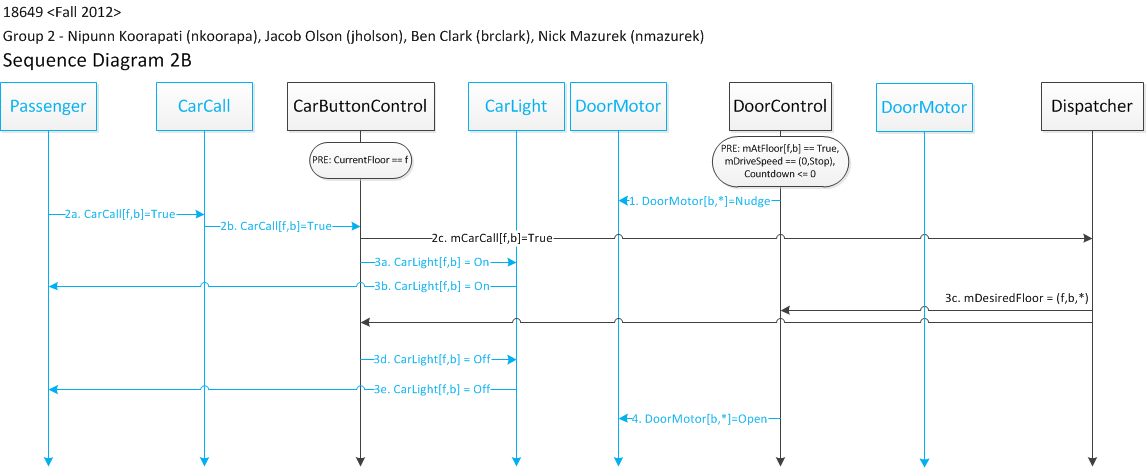 18649 <Fall 2012>
Group 2 - Nipunn Koorapati (nkoorapa), Jacob Olson (jholson), Ben Clark (brclark), Nick Mazurek (nmazurek)
Sequence Diagram 2B
Passenger
CarCall
CarButtonControl
CarLight
DoorMotor
DoorControl
DoorMotor
Dispatcher
PRE: CurrentFloor == f
PRE: mAtFloor[f,b] == True,
mDriveSpeed == (0,Stop),
Countdown <= 0
1. DoorMotor[b,*]=Nudge
2a. CarCall[f,b]=True
2b. CarCall[f,b]=True
2c. mCarCall[f,b]=True
3a. CarLight[f,b] = On
3b. CarLight[f,b] = On
3c. mDesiredFloor = (f,b,*)
3d. CarLight[f,b] = Off
3e. CarLight[f,b] = Off
4. DoorMotor[b,*]=Open